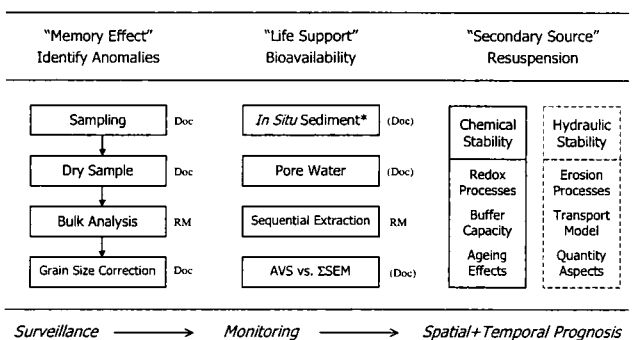 "Memory Effect"
Identify Anomalies
"Life Support"
Bioavailability
"Secondary Source"
Resuspension
Sampling
Doc
Dry Sample
Doc
Bulk Analysis
RM
Grain Size Correction
Doc
In Situ Sediment*
(Doc)
Pore Water
(Doc)
Sequential Extraction
RM
AVS vs. ΣSEM
(Doc)
Chemical
Stability
Redox
Processes
Buffer
Capacity
Ageing
Effects
Hydraulic
Stability
Erosion
Processes
Transport
Model
Quantity
Aspects
Surveillance
Monitoring
Spatial+Temporal Prognosis